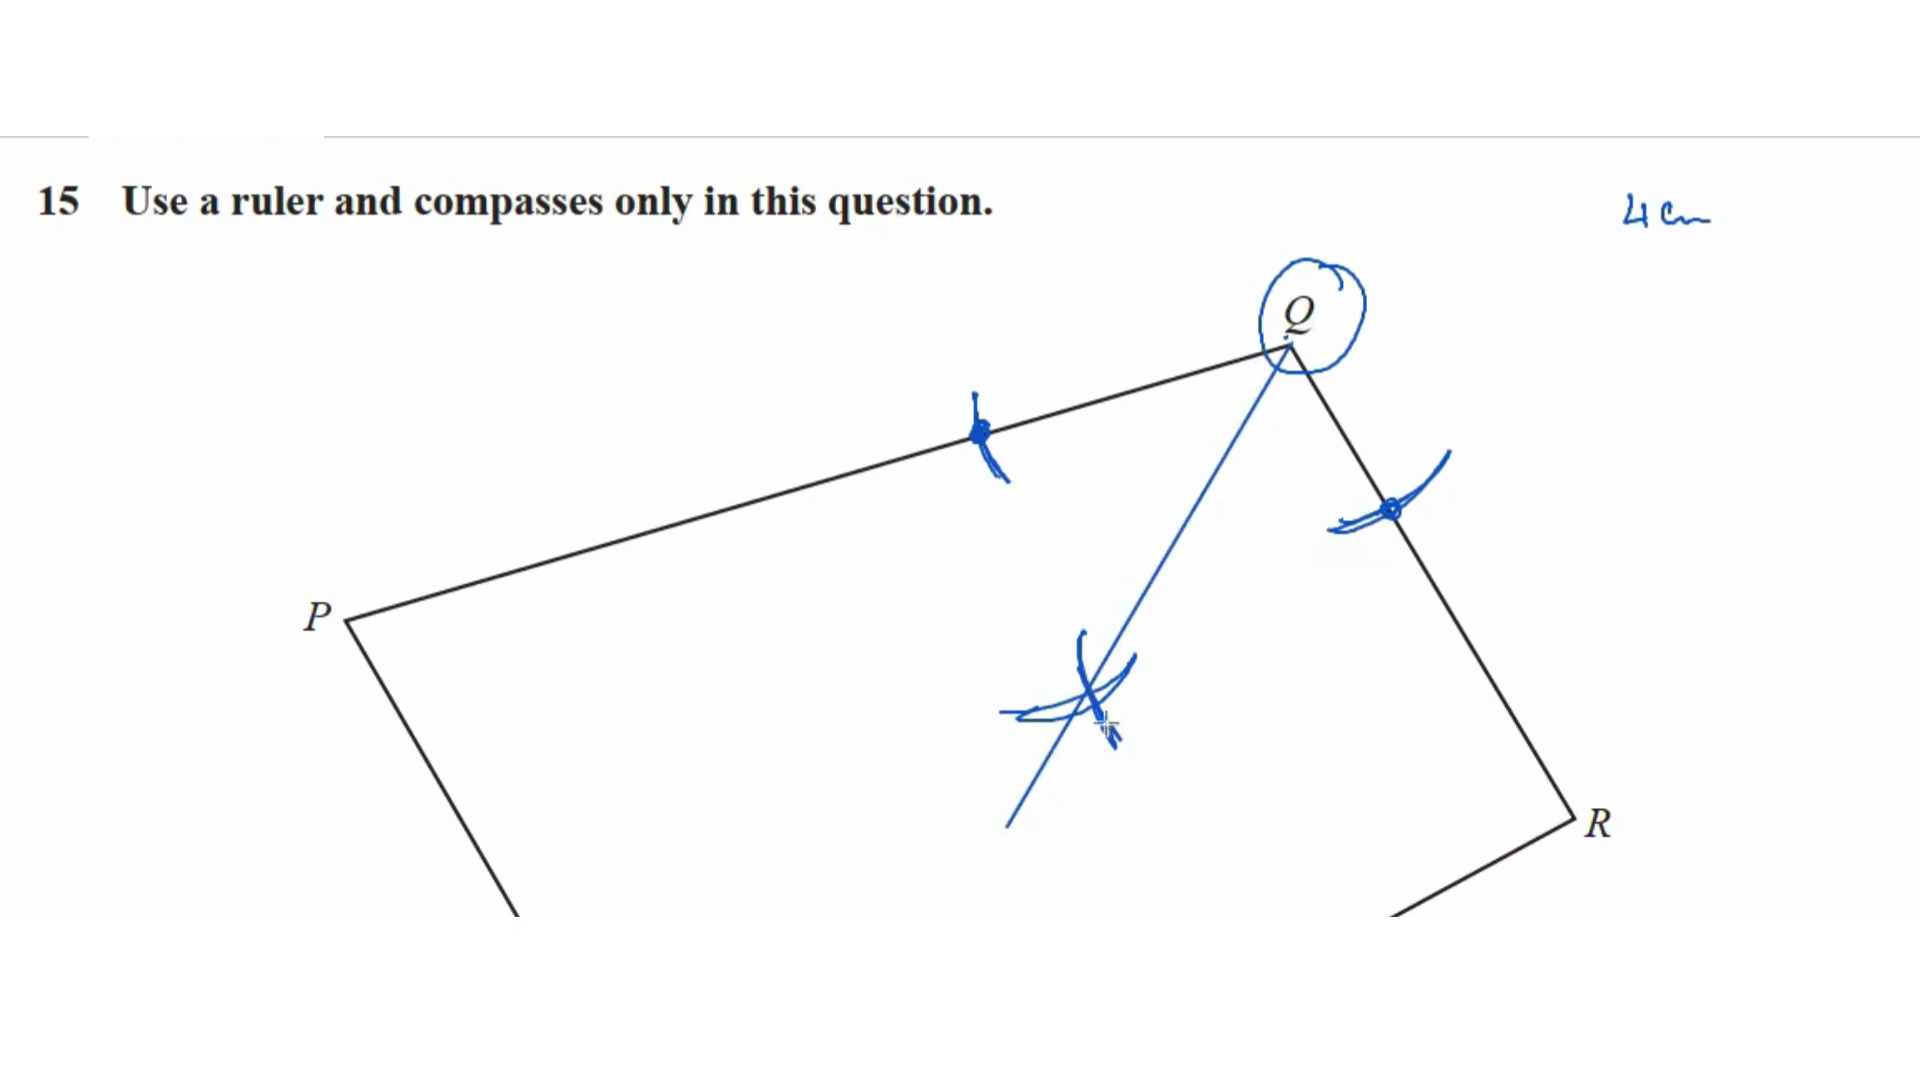 15 Use a ruler and compasses only in this question.
4 cm
Q
P
R